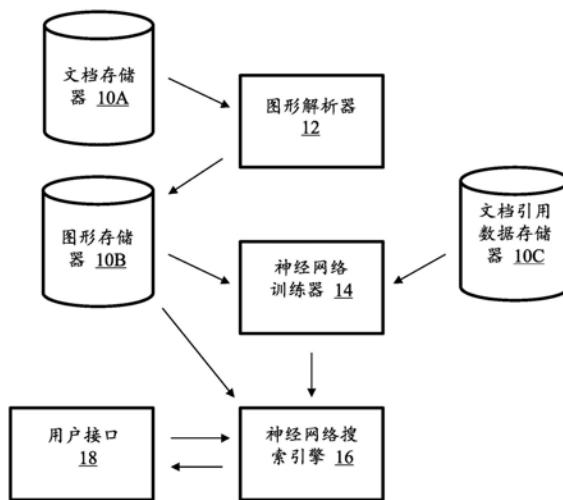 文档存储
器 10A
图形解析器
12
图形存储
器 10B
文档引用
数据存储
器 10C
神经网络
训练器 14
用户接口
18
神经网络搜
索引擎 16